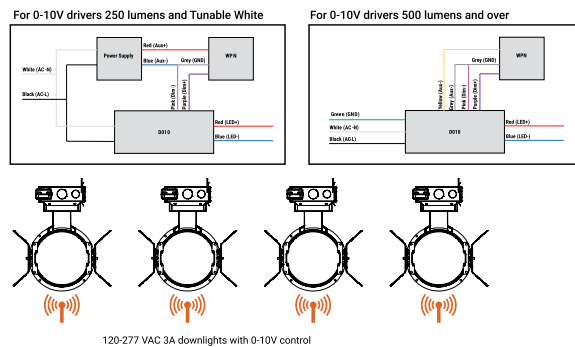 For 0-10V drivers 250 lumens and Tunable White
Power Supply
Red (Aux+)
Blue (Aux-)
Grey (GND)
WPN
White (AC-N)
Black (AC-L)
Pink (Dim-)
Purple (Dim+)
D010
Red (LED+)
Blue (LED-)
For 0-10V drivers 500 lumens and over
WPN
Grey (GND)
Yellow (Aux+)
Grey (Aux-)
Pink (Dim-)
Purple (Dim+)
Green (GND)
White (AC-N)
Black (AC-L)
D010
Red (LED+)
Blue (LED-)
120-277 VAC 3A downlights with 0-10V control